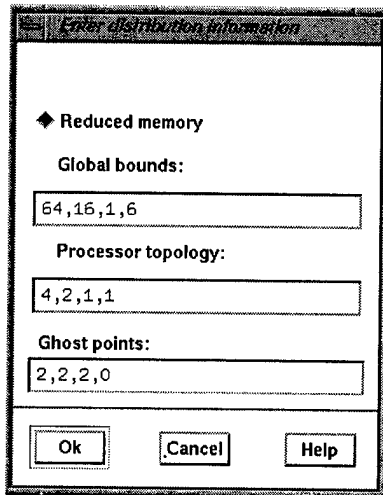 Enter distribution information
Reduced memory
Global bounds:
64,16,1,6
Processor topology:
4,2,1,1
Ghost points:
2,2,2,0
Ok
Cancel
Help